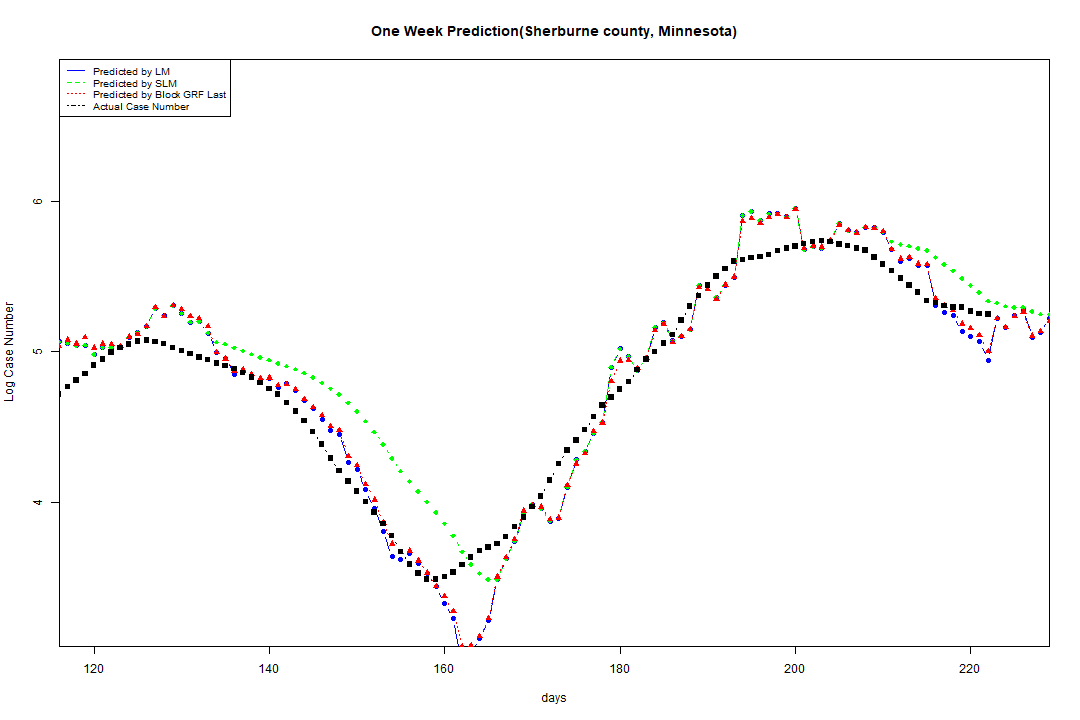 One Week Prediction(Sherburne county, Minnesota)
Predicted by LM
Predicted by SLM
Predicted by Block GRF Last
Actual Case Number
6
5
4
Log Case Number
120 140 160 180 200 220
days